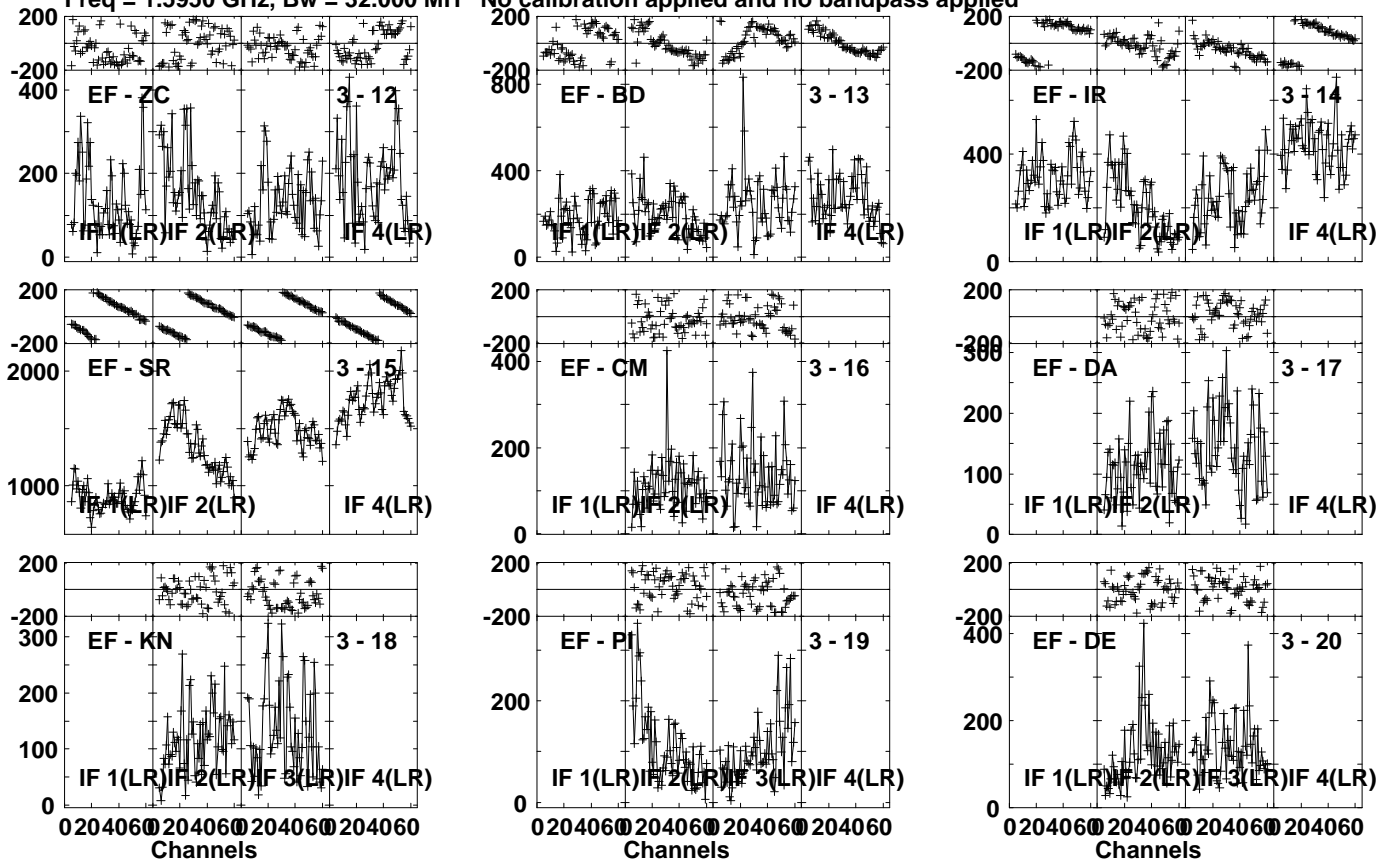 Freq = 1.5950 GHz, Bw = 32.000 MH No calibration applied and no bandpass applied
200
-200
400
200
0
EF - ZC
3 - 12
IF 1(LR)
IF 2(LR)
IF 4(LR)
200
-200
800
400
0
EF - BD
3 - 13
IF 1(LR)
IF 2(LR)
IF 4(LR)
200
-200
400
0
EF - IR
3 - 14
IF 1(LR)
IF 2(LR)
IF 4(LR)
200
-200
2000
1000
EF - SR
3 - 15
IF 1(LR)
IF 2(LR)
IF 4(LR)
200
-200
400
200
0
EF - CM
3 - 16
IF 1(LR)
IF 2(LR)
IF 4(LR)
200
-200
300
200
100
0
EF - DA
3 - 17
IF 1(LR)
IF 2(LR)
IF 4(LR)
200
-200
300
200
100
0
EF - KN
3 - 18
IF 1(LR)
IF 2(LR)
IF 3(LR)
IF 4(LR)
0 20 40 60 0 20 40 60 0 20 40 60 0 20 40 60
Channels
200
-200
200
0
EF - PI
3 - 19
IF 1(LR)
IF 2(LR)
IF 3(LR)
IF 4(LR)
0 20 40 60 0 20 40 60 0 20 40 60 0 20 40 60
Channels
200
-200
400
200
0
EF - DE
3 - 20
IF 1(LR)
IF 2(LR)
IF 3(LR)
IF 4(LR)
0 20 40 60 0 20 40 60 0 20 40 60 0 20 40 60
Channels